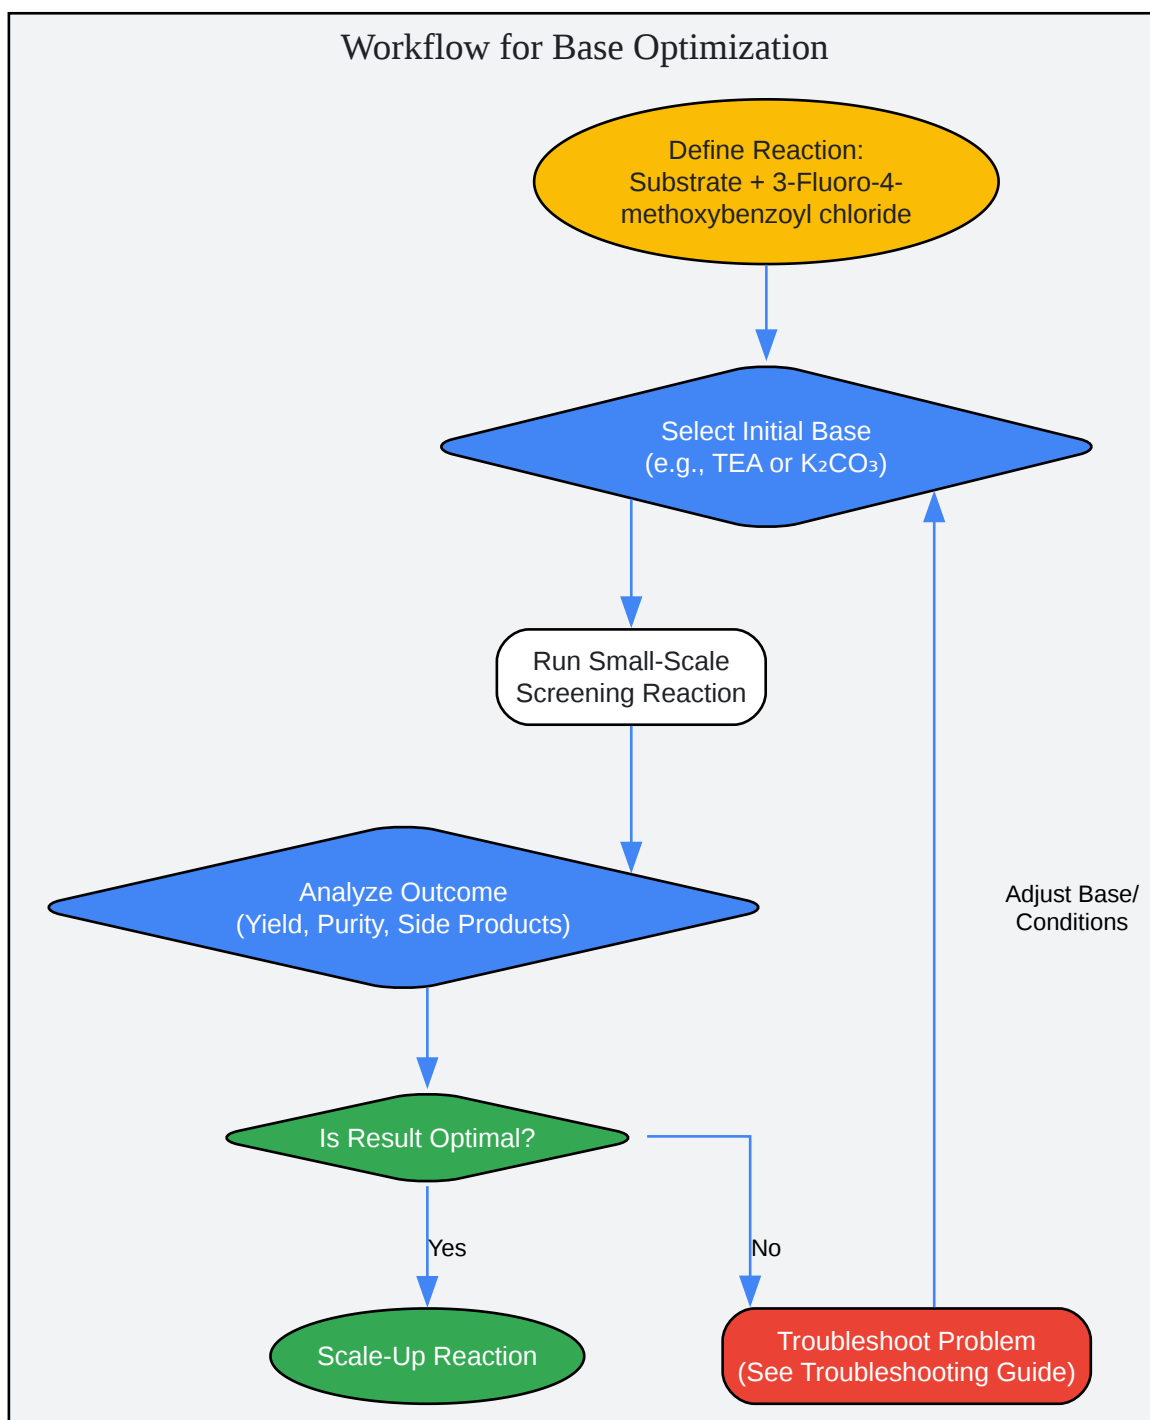 Workflow for Base Optimization
Define Reaction:
Substrate + 3-Fluoro-4-
methoxybenzoyl chloride
Select Initial Base
(e.g., TEA or K₂CO₃)
Run Small-Scale
Screening Reaction
Analyze Outcome
(Yield, Purity, Side Products)
Adjust Base/
Conditions
Is Result Optimal?
Yes
No
Scale-Up Reaction
Troubleshoot Problem
(See Troubleshooting Guide)